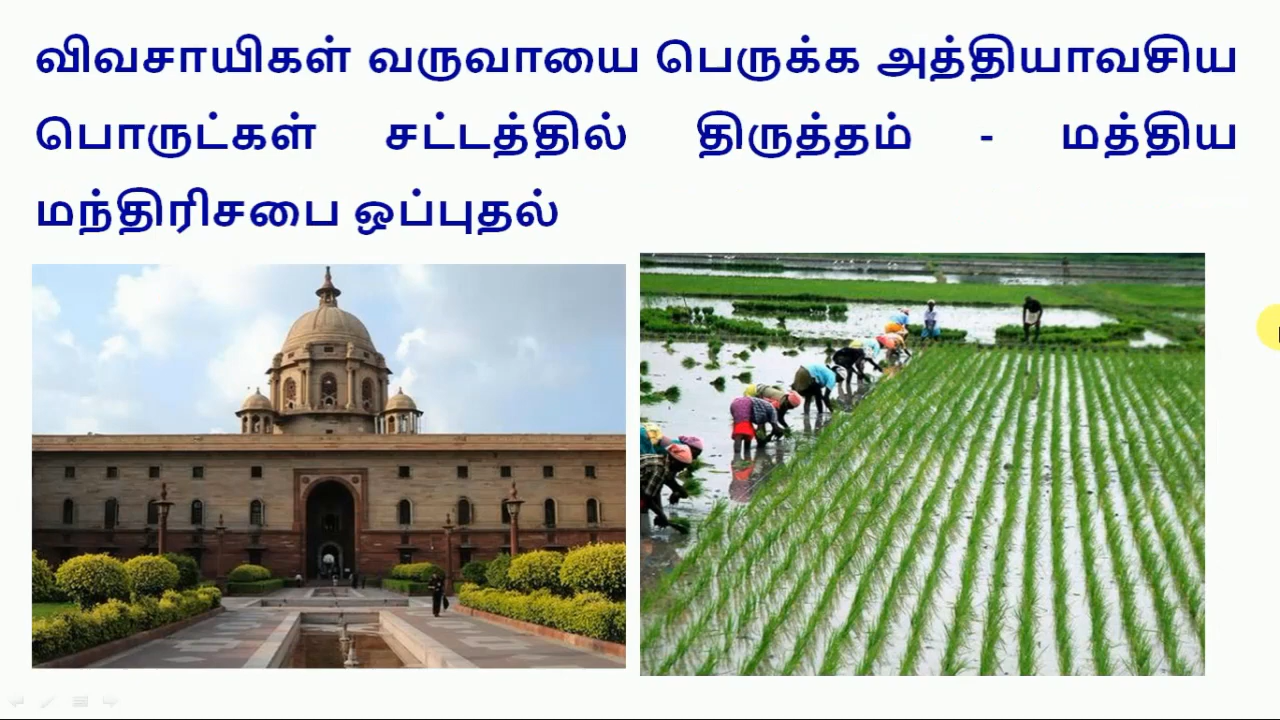 விவசாயிகள் வருவாயை பெருக்க அத்தியாவசிய
பொருட்கள் சட்டத்தில் திருத்தம் - மத்திய
மந்திரிசபை ஒப்புதல்